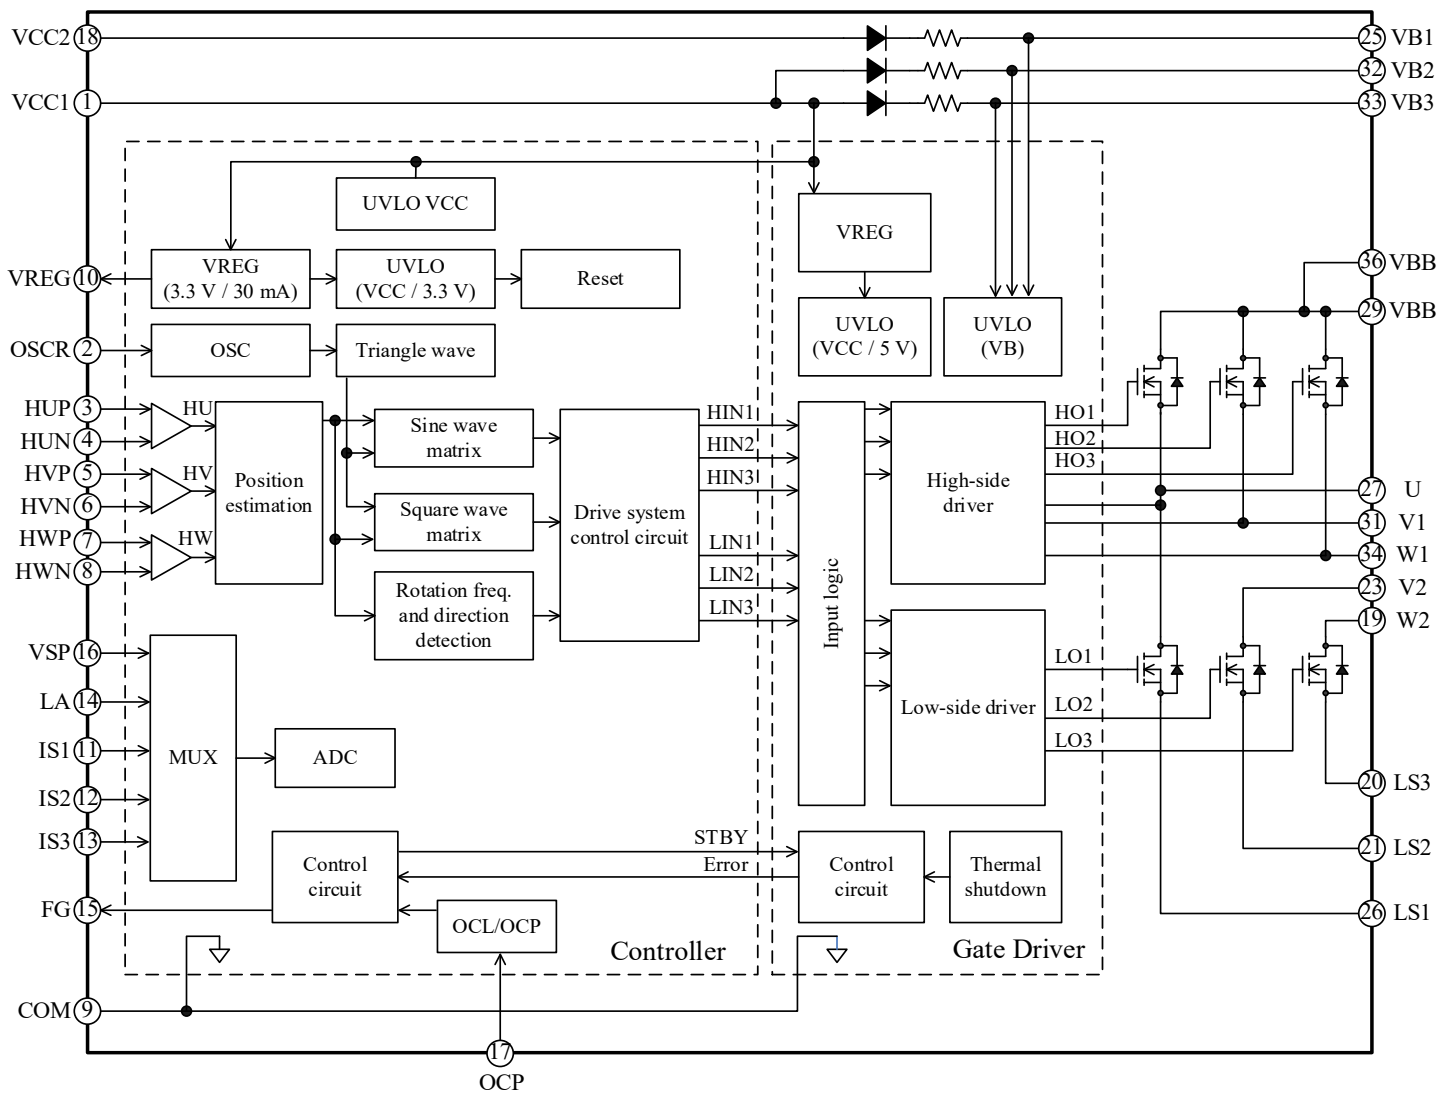 VCC2 18 25 VB1
32 VB2
VCC1 1 33 VB3
UVLO VCC
VREG
36 VBB
VREG 10
VREG
(3.3 V / 30 mA)
UVLO
(VCC / 3.3 V)
Reset
29 VBB
UVLO
(VCC / 5 V)
UVLO
(VB)
OSCR 2
OSC
Triangle wave
HUP 3
HUN 4
HVP 5
HVN 6
HWP 7
HWN 8
HU
HV
HW
Position
estimation
Sine wave
matrix
Square wave
matrix
Rotation freq.
and direction
detection
Drive system
control circuit
HIN1
HIN2
HIN3
LIN1
LIN2
LIN3
Input logic
High-side
driver
HO1
HO2
HO3
27 U
31 V1
34 W1
23 V2
19 W2
Low-side driver
LO1
LO2
LO3
VSP 16
LA 14
IS1 11
IS2 12
IS3 13
MUX
ADC
20 LS3
21 LS2
26 LS1
FG 15
Control
circuit
STBY
Error
Control
circuit
Thermal
shutdown
OCL/OCP
Controller
Gate Driver
COM 9
17
OCP